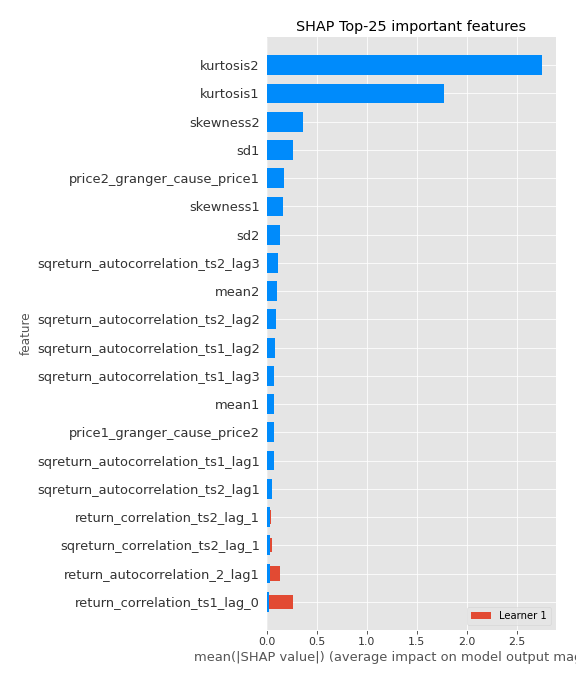 SHAP Top-25 important features
kurtosis2
kurtosis1
skewness2
sd1
price2_granger_cause_price1
skewness1
sd2
sqreturn_autocorrelation_ts2_lag3
mean2
sqreturn_autocorrelation_ts2_lag2
sqreturn_autocorrelation_ts1_lag2
sqreturn_autocorrelation_ts1_lag3
mean1
price1_granger_cause_price2
sqreturn_autocorrelation_ts1_lag1
sqreturn_autocorrelation_ts2_lag1
return_correlation_ts2_lag_1
sqreturn_correlation_ts2_lag_1
return_autocorrelation_2_lag1
return_correlation_ts1_lag_0
feature
Learner 1
0.0 0.5 1.0 1.5 2.0 2.5
mean(|SHAP value|) (average impact on model output mag